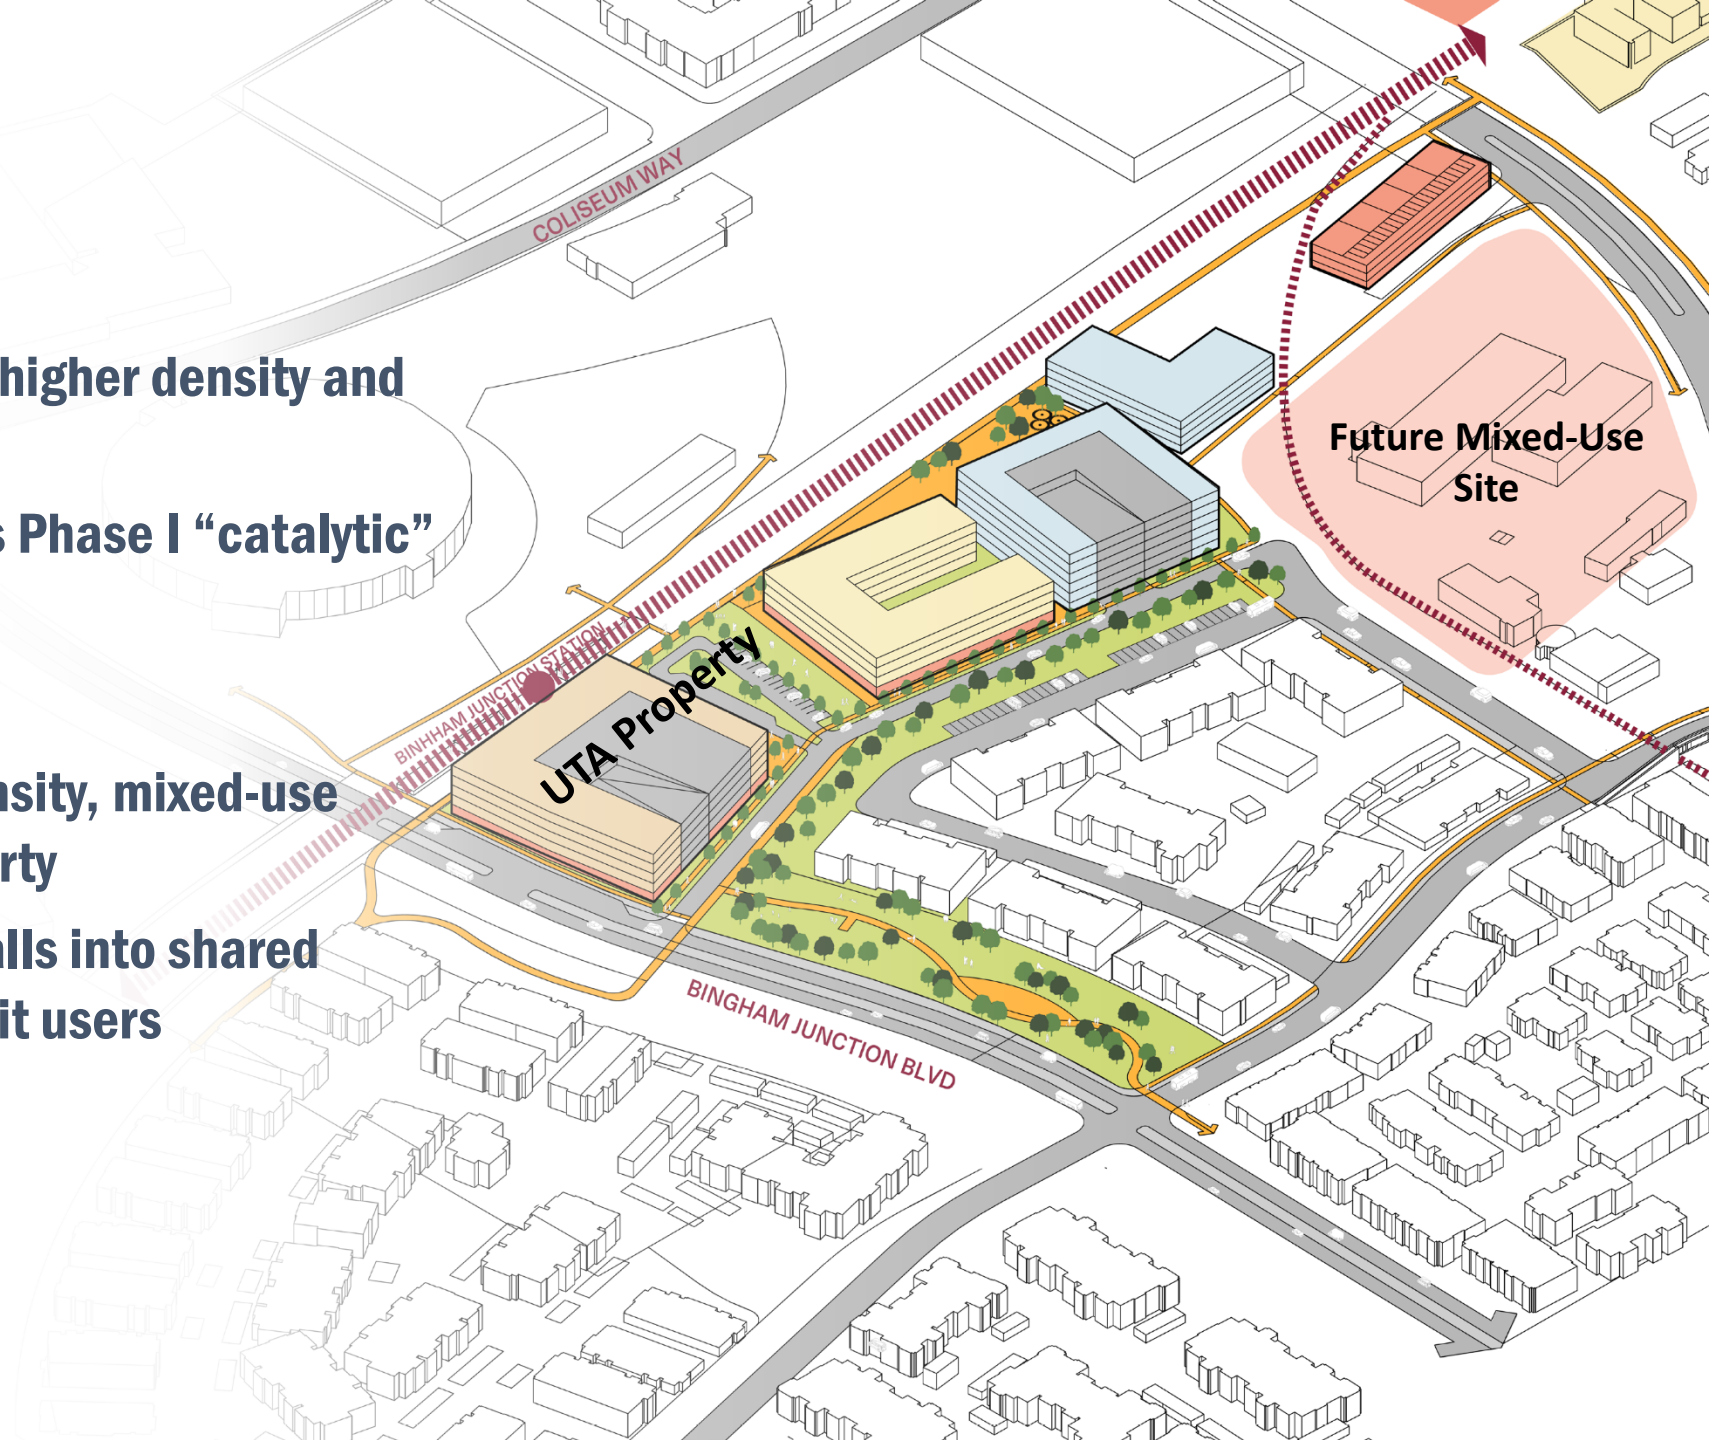 COLISEUM WAY
higher density and
Future Mixed-Use
Site
s Phase I “catalytic”
BINHHAM JUNCTION STATION
UTA Property
sity, mixed-use
rty
alls into shared
it users
BINGHAM JUNCTION BLVD